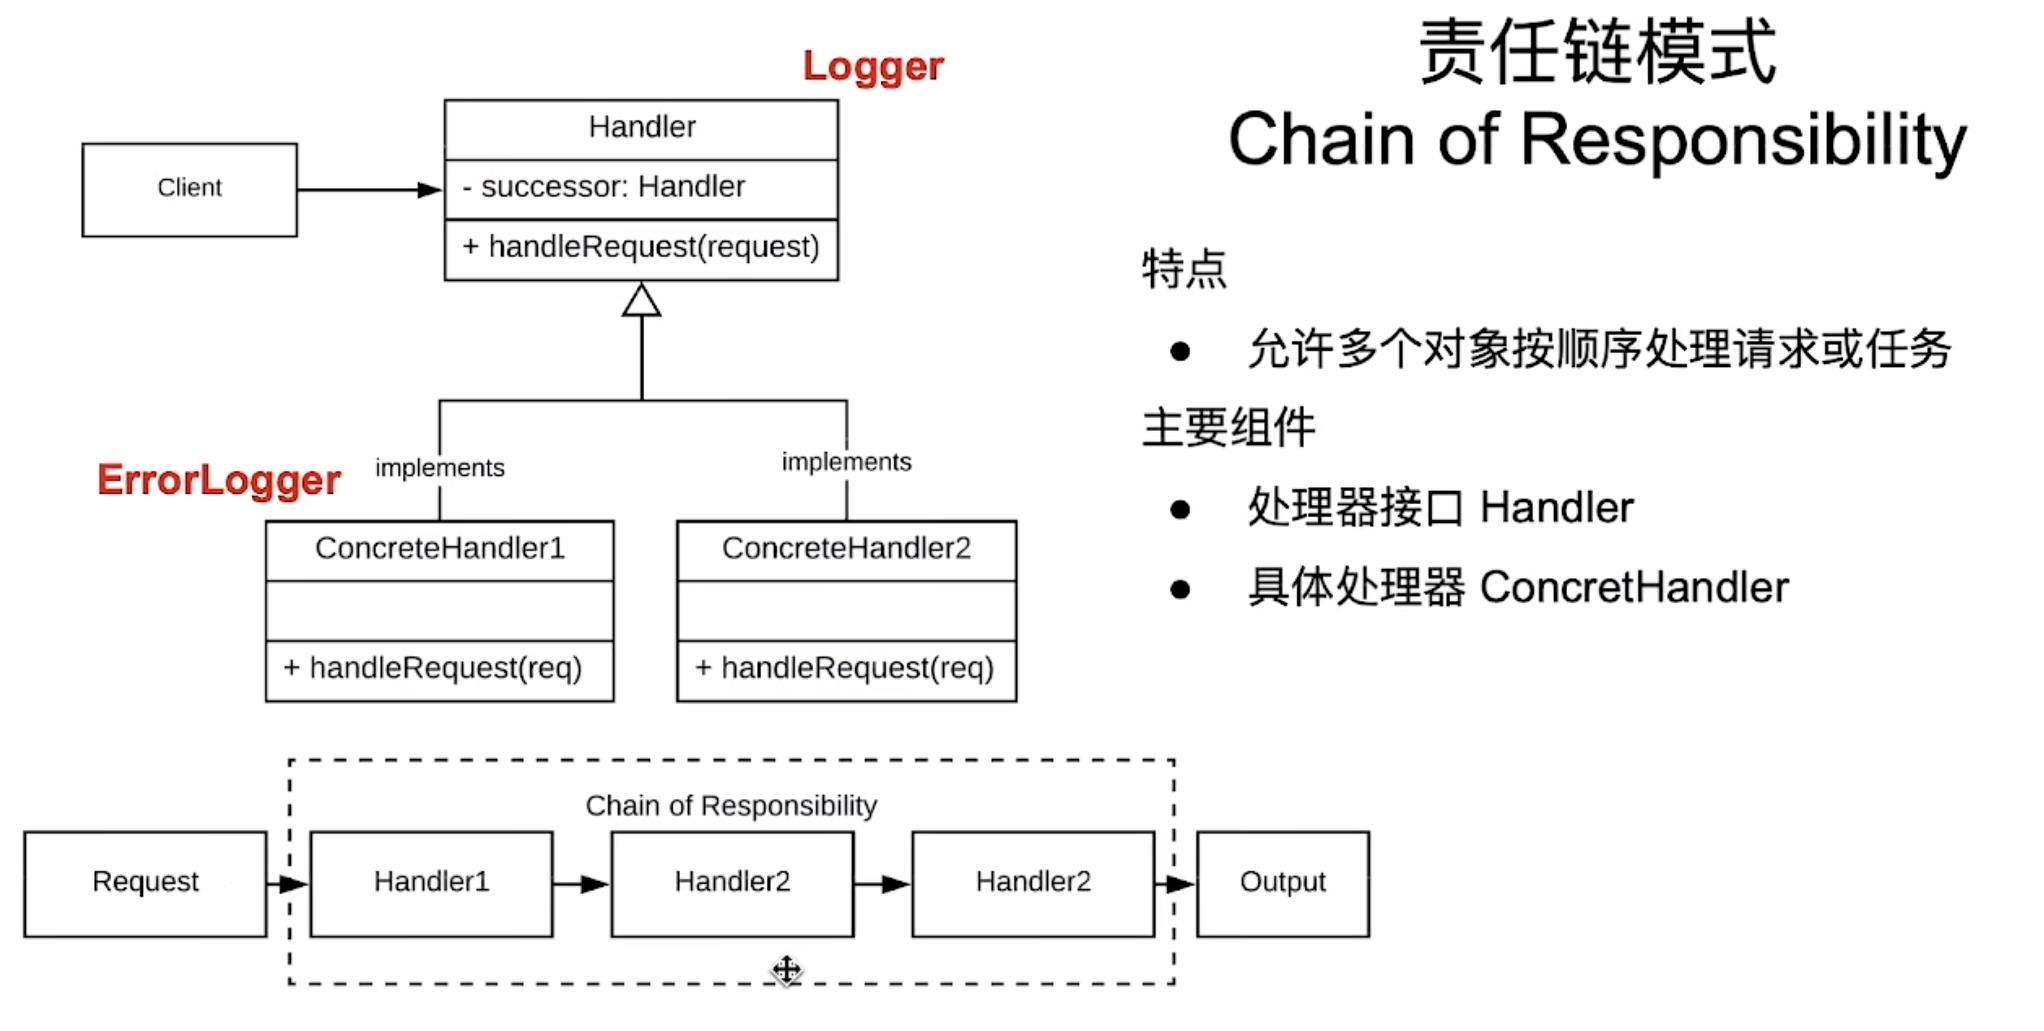 责任链模式
Chain of Responsibility
Logger
Client
Handler
- successor: Handler
+ handleRequest(request)
implements
implements
ErrorLogger
ConcreteHandler1
+ handleRequest(req)
ConcreteHandler2
+ handleRequest(req)
特点
● 允许多个对象按顺序处理请求或任务
主要组件
● 处理器接口 Handler
● 具体处理器 ConcretHandler
Chain of Responsibility
Request
Handler1
Handler2
Handler2
Output